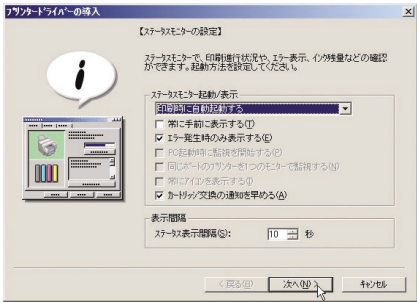 プリンタードライバーの導入
【ステータスモニターの設定】
ステータスモニターで、印刷進行状況や、エラー表示、インク残量などの確認
ができます。起動方法を設定してください。
ステータスモニター起動/表示
印刷時に自動起動する
常に手前に表示する(T)
エラー発生時のみ表示する(E)
PC起動時に監視を開始する(P)
同じポートのプリンターを1つのモニターで監視する(N)
常にアイコンを表示する(I)
カートリッジ交換の通知を早める(A)
表示間隔
ステータス表示間隔(S): 10 秒
< 戻る(B) 次へ(N) > キャンセル